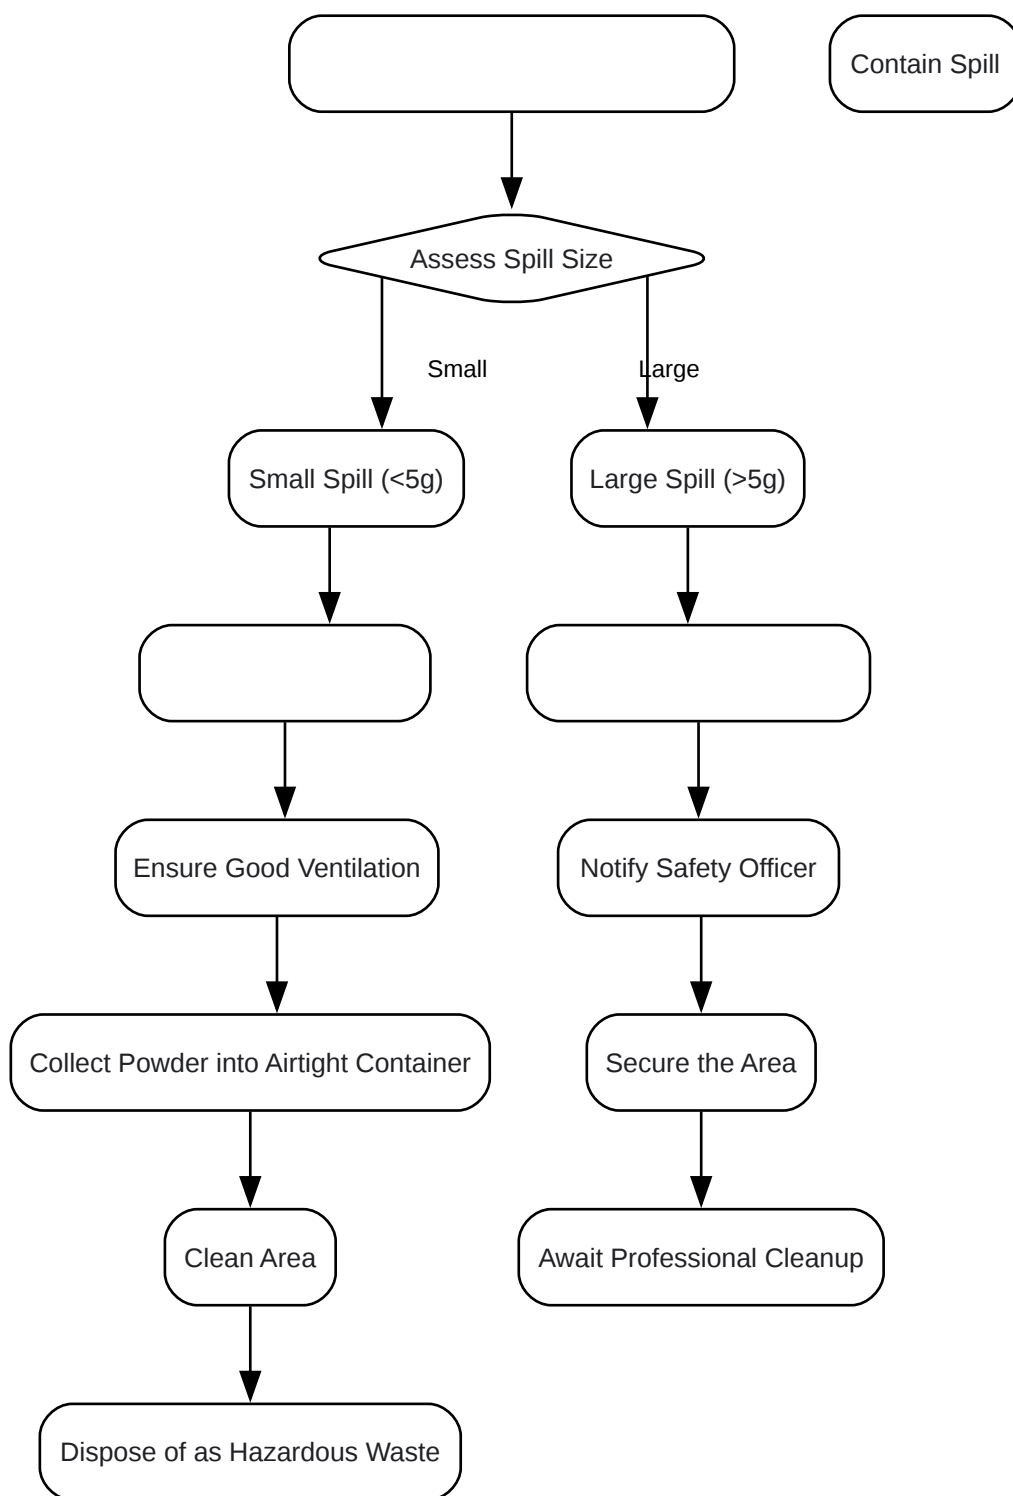 Contain Spill
Assess Spill Size
Small
Large
Small Spill (<5g)
Large Spill (>5g)
Ensure Good Ventilation
Notify Safety Officer
Collect Powder into Airtight Container
Secure the Area
Clean Area
Await Professional Cleanup
Dispose of as Hazardous Waste